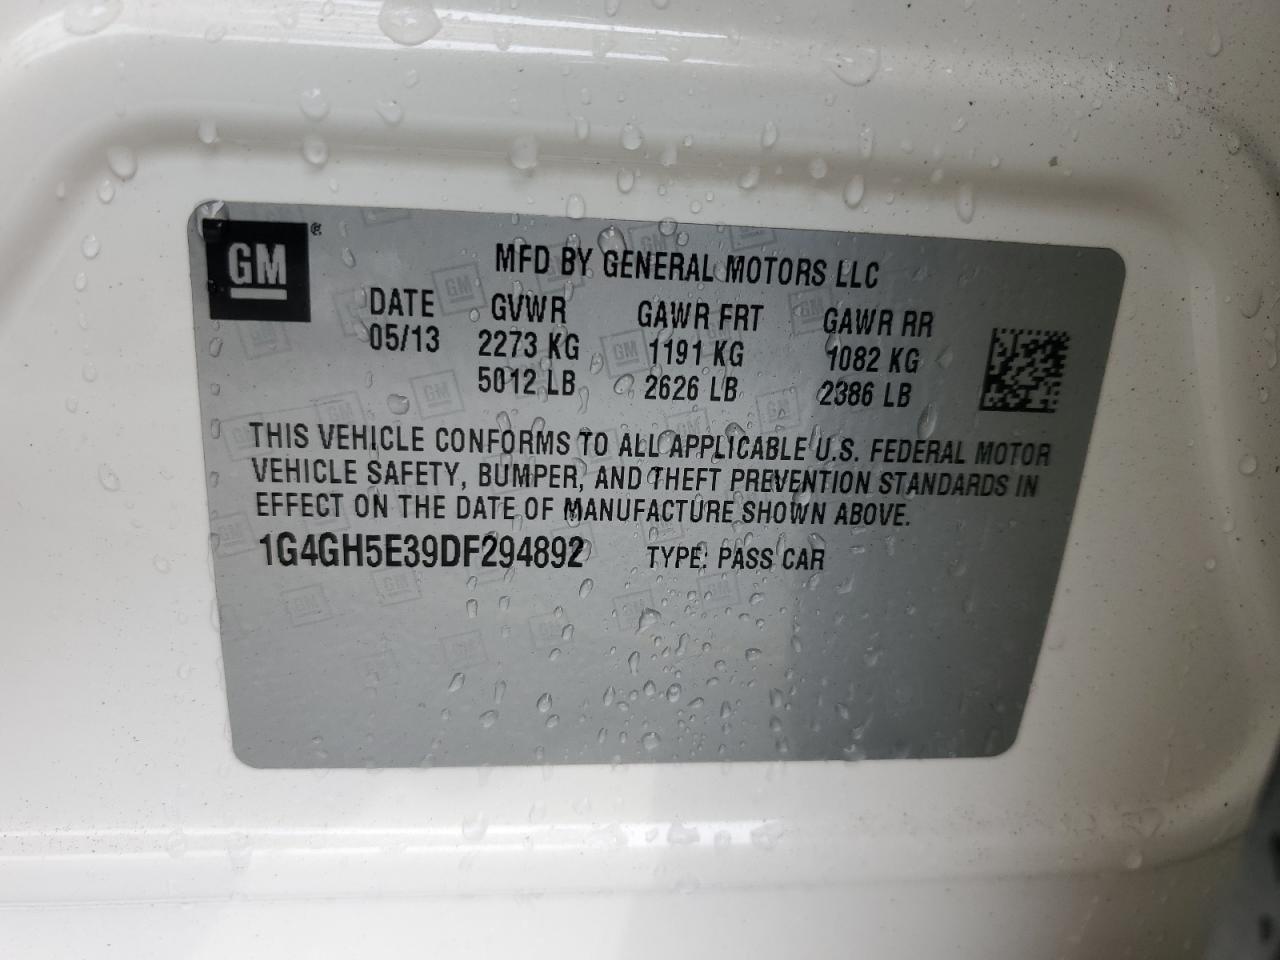 GM®
MFD BY GENERAL MOTORS LLC
DATE GVWR GAWR FRT GAWR RR
05/13 2273 KG 1191 KG 1082 KG
5012 LB 2626 LB 2386 LB
THIS VEHICLE CONFORMS TO ALL APPLICABLE U.S. FEDERAL MOTOR
VEHICLE SAFETY, BUMPER, AND THEFT PREVENTION STANDARDS IN
EFFECT ON THE DATE OF MANUFACTURE SHOWN ABOVE.
1G4GH5E39DF294892 TYPE: PASS CAR